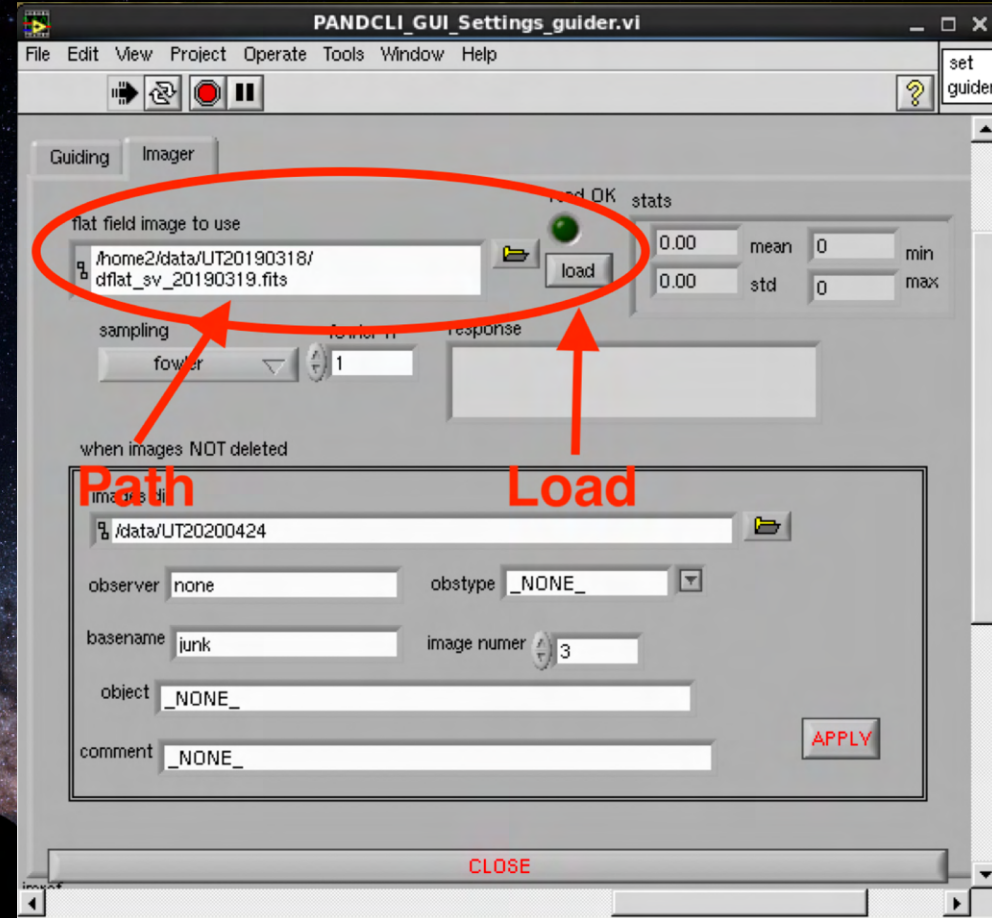 PANDCLI_GUI_Settings_guider.vi
File Edit View Project Operate Tools Window Help
set
guider
Guiding Imager
flat field image to use
OK
stats
/home2/data/UT20190318/
dflat_sv_20190319.fits
load
0.00 mean 0 min
0.00 std 0 max
sampling
response
fowler
1
when images NOT deleted
Path
Load
images di
/data/UT20200424
observer none
obstype _NONE_
basename junk
image numer 3
object _NONE_
comment _NONE_
APPLY
CLOSE